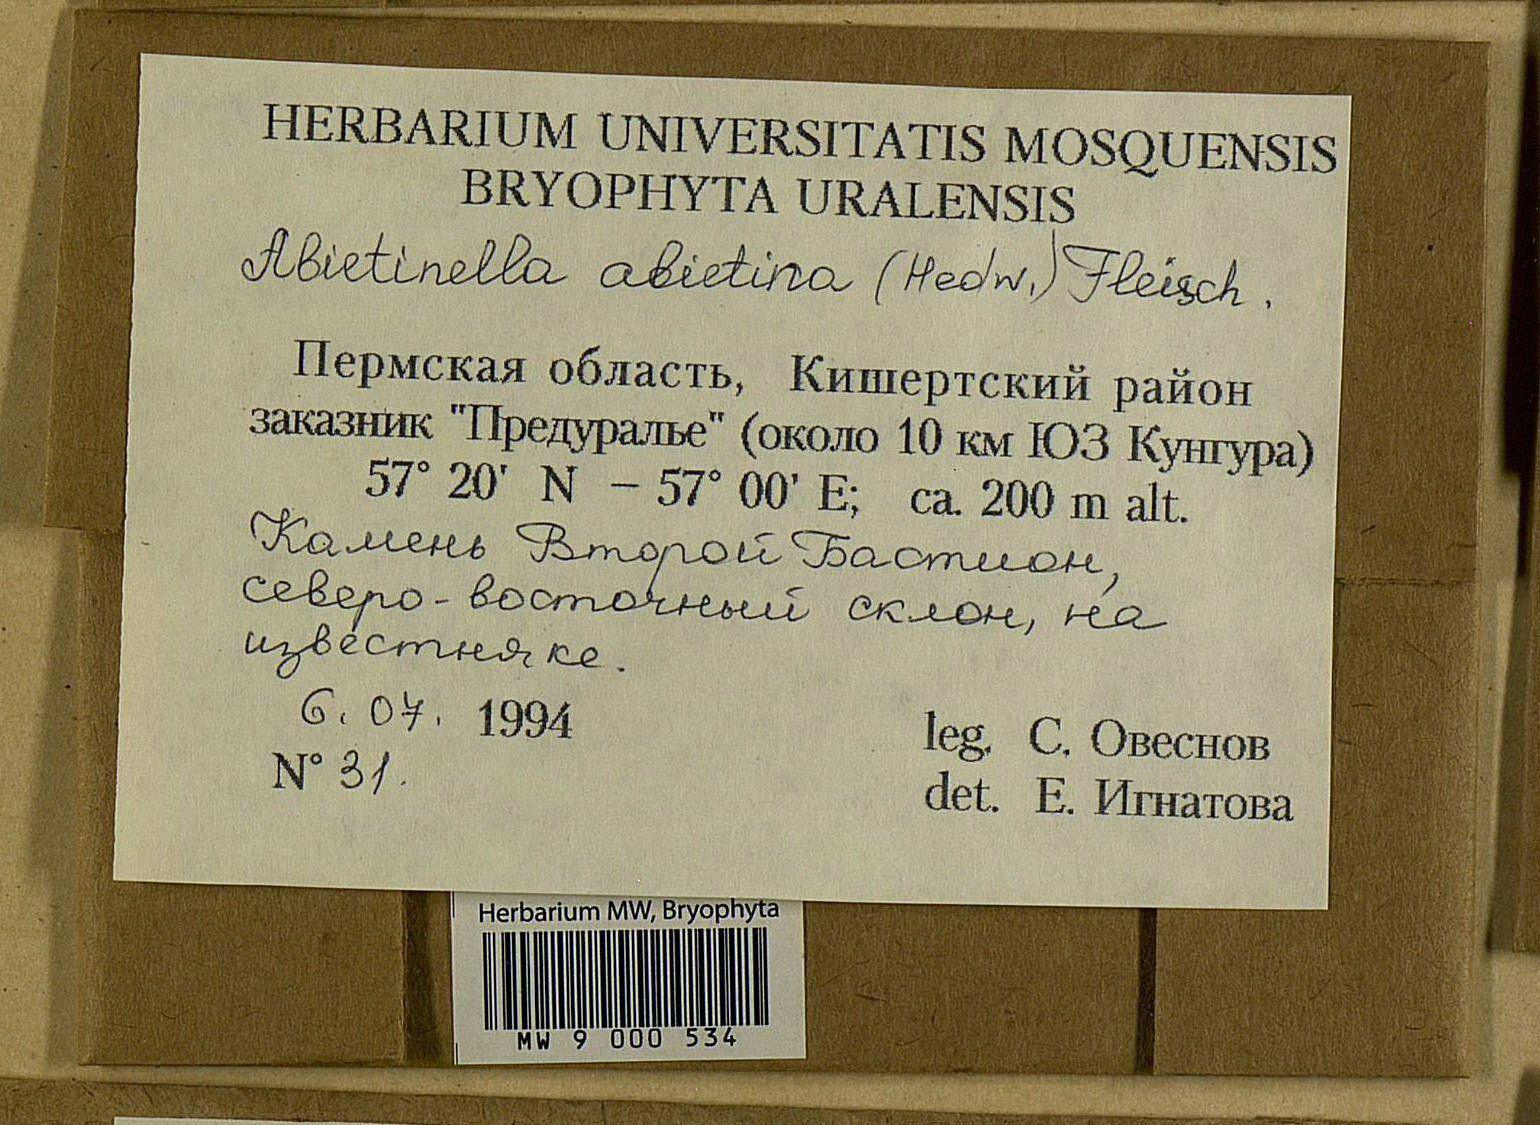 HERBARIUM UNIVERSITATIS MOSQUENSIS
BRYOPHYTA URALENSIS
Abietinella abietina (Hedw.) Fleisch.
Пермская область, Кишертский район
заказник "Предуралье" (около 10 км ЮЗ Кунгура)
57° 20' N – 57° 00' E; ca. 200 m alt.
Камень Второй Бастион,
северо-восточный склон, на
известняке.
6. 07. 1994
N° 31.
leg. С. Овеснов
det. Е. Игнатова
Herbarium MW, Bryophyta
MW 9 000 534